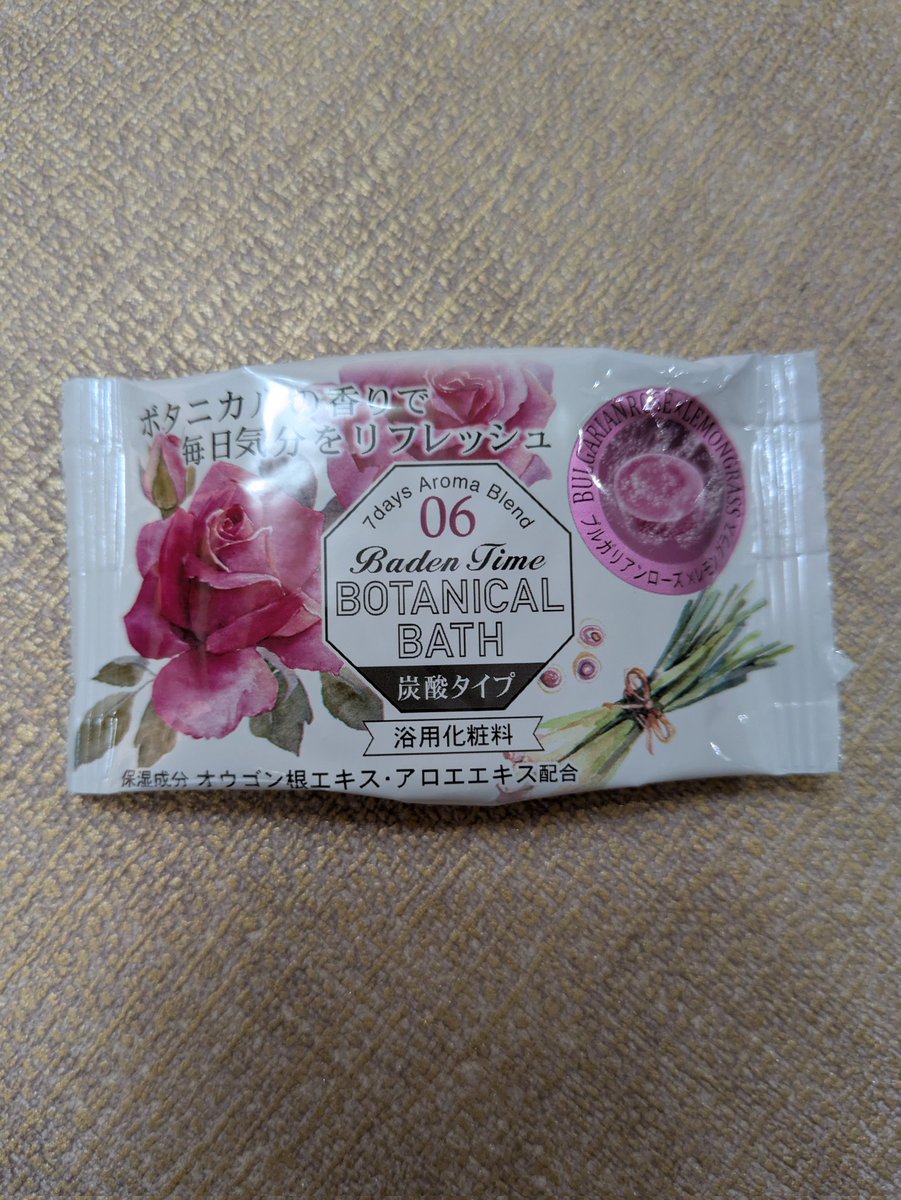 ボタニカルの香りで
毎日気分をリフレッシュ
7days Aroma Blend
06
Baden Time
BOTANICAL
BATH
炭酸タイプ
浴用化粧料
保湿成分 オウゴン根エキス・アロエエキス配合
BULGARIANROSE×LEMONGRASS
ブルガリアンローズ×レモングラス